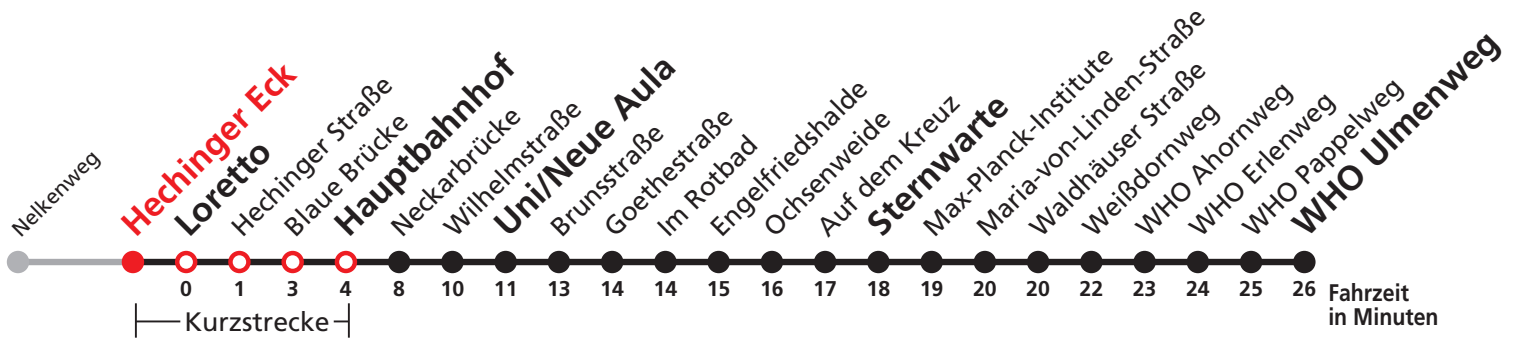 Nelkenweg
Hechinger Eck
Loretto
Hechinger Straße
Blaue Brücke
Hauptbahnhof
Neckarbrücke
Wilhelmstraße
Uni/Neue Aula
Brunsstraße
Goethestraße
Im Rotbad
Engelfriedshalde
Ochsenweide
Auf dem Kreuz
Sternwarte
Max-Planck-Institute
Maria-von-Linden-Straße
Waldhäuser Straße
Weißdornweg
WHO Ahornweg
WHO Erlenweg
WHO Pappelweg
WHO Ulmenweg
0 1 3 4 8 10 11 13 14 14 15 16 17 18 19 20 20 22 23 24 25 26 Fahrzeit
in Minuten
Kurzstrecke